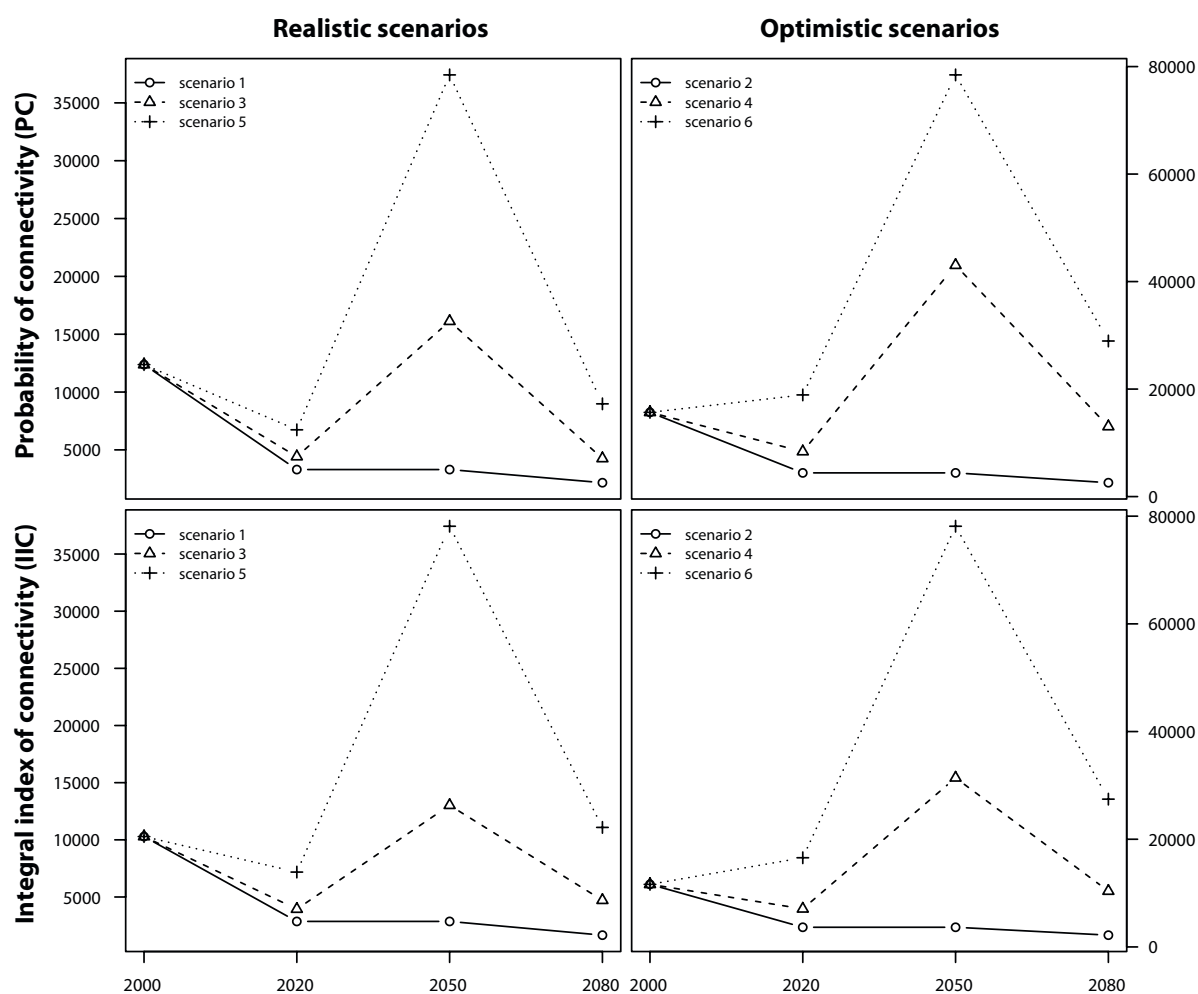 Realistic scenarios
Optimistic scenarios
Probability of connectivity (PC)
scenario 1
scenario 3
scenario 5
35000
30000
25000
20000
15000
10000
5000
scenario 2
scenario 4
scenario 6
80000
60000
40000
20000
0
Integral index of connectivity (IIC)
scenario 1
scenario 3
scenario 5
35000
30000
25000
20000
15000
10000
5000
scenario 2
scenario 4
scenario 6
80000
60000
40000
20000
0
2000 2020 2050 2080
2000 2020 2050 2080